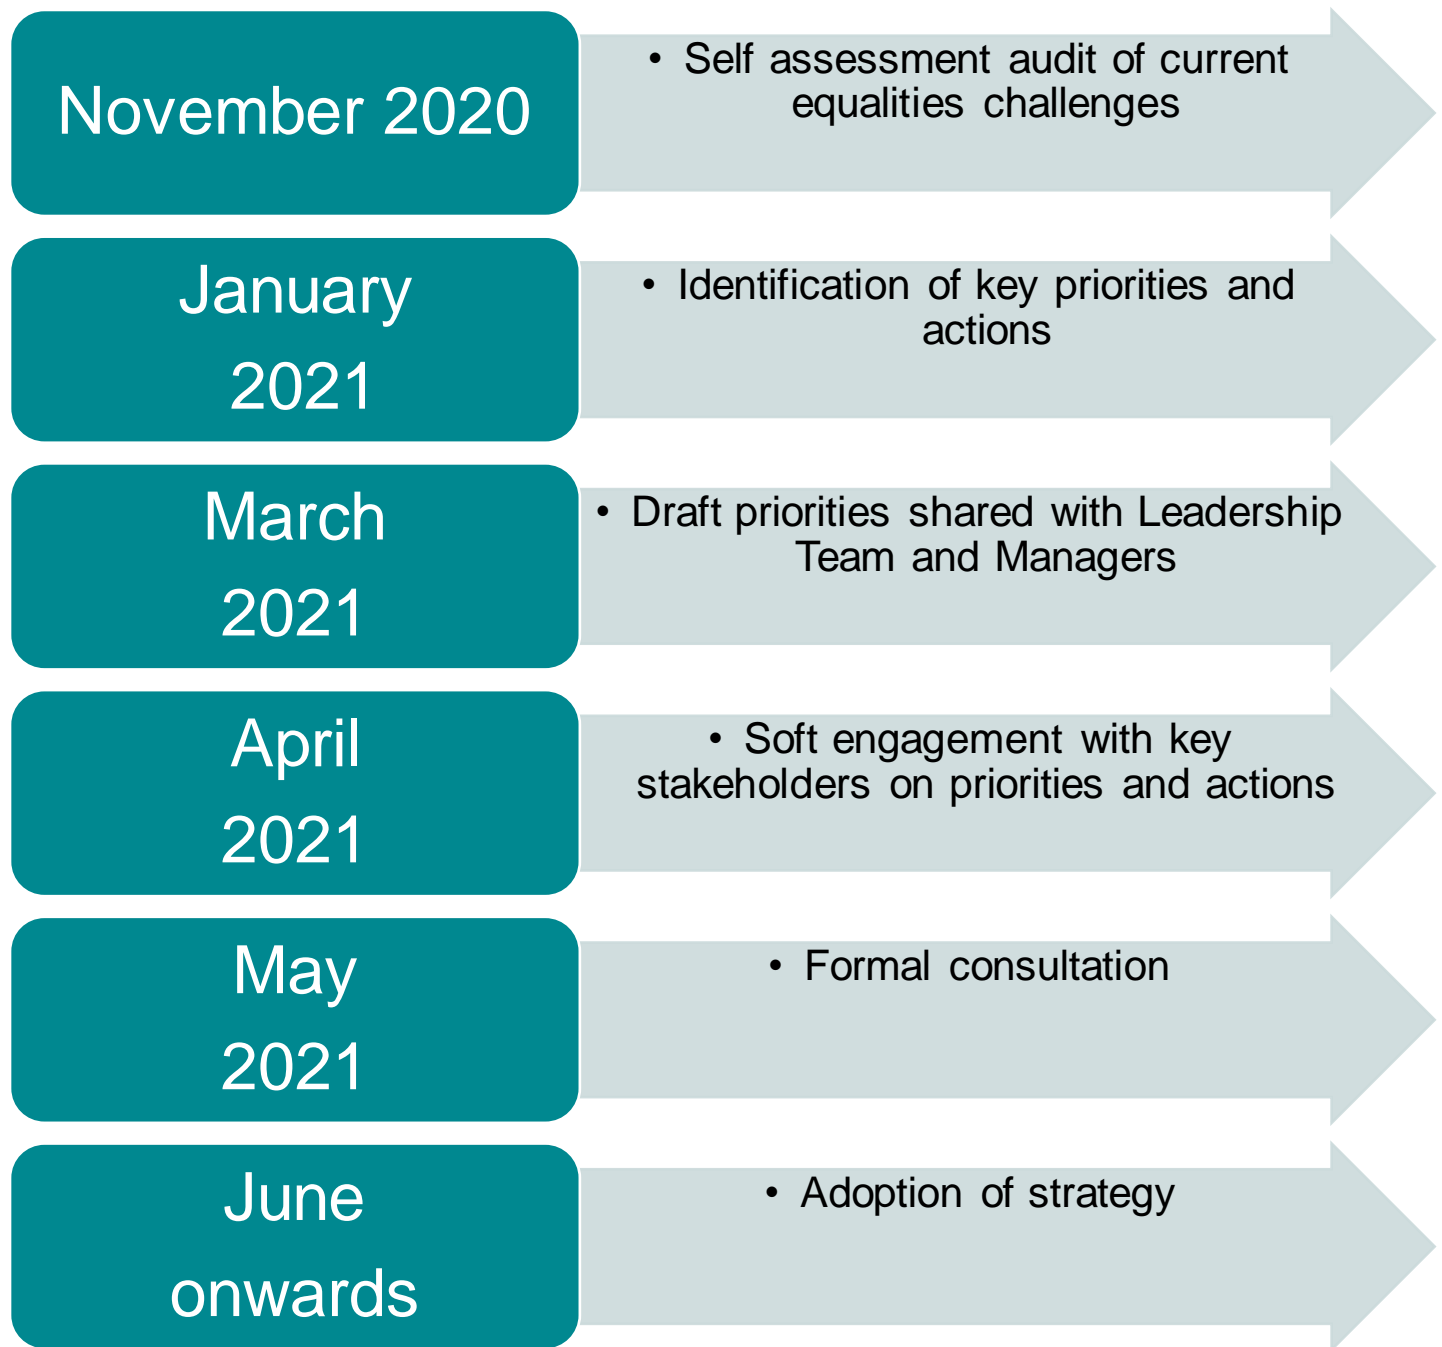 November 2020
• Self assessment audit of current
equalities challenges
January
2021
• Identification of key priorities and
actions
March
2021
• Draft priorities shared with Leadership
Team and Managers
April
2021
• Soft engagement with key
stakeholders on priorities and actions
May
2021
• Formal consultation
June
onwards
• Adoption of strategy